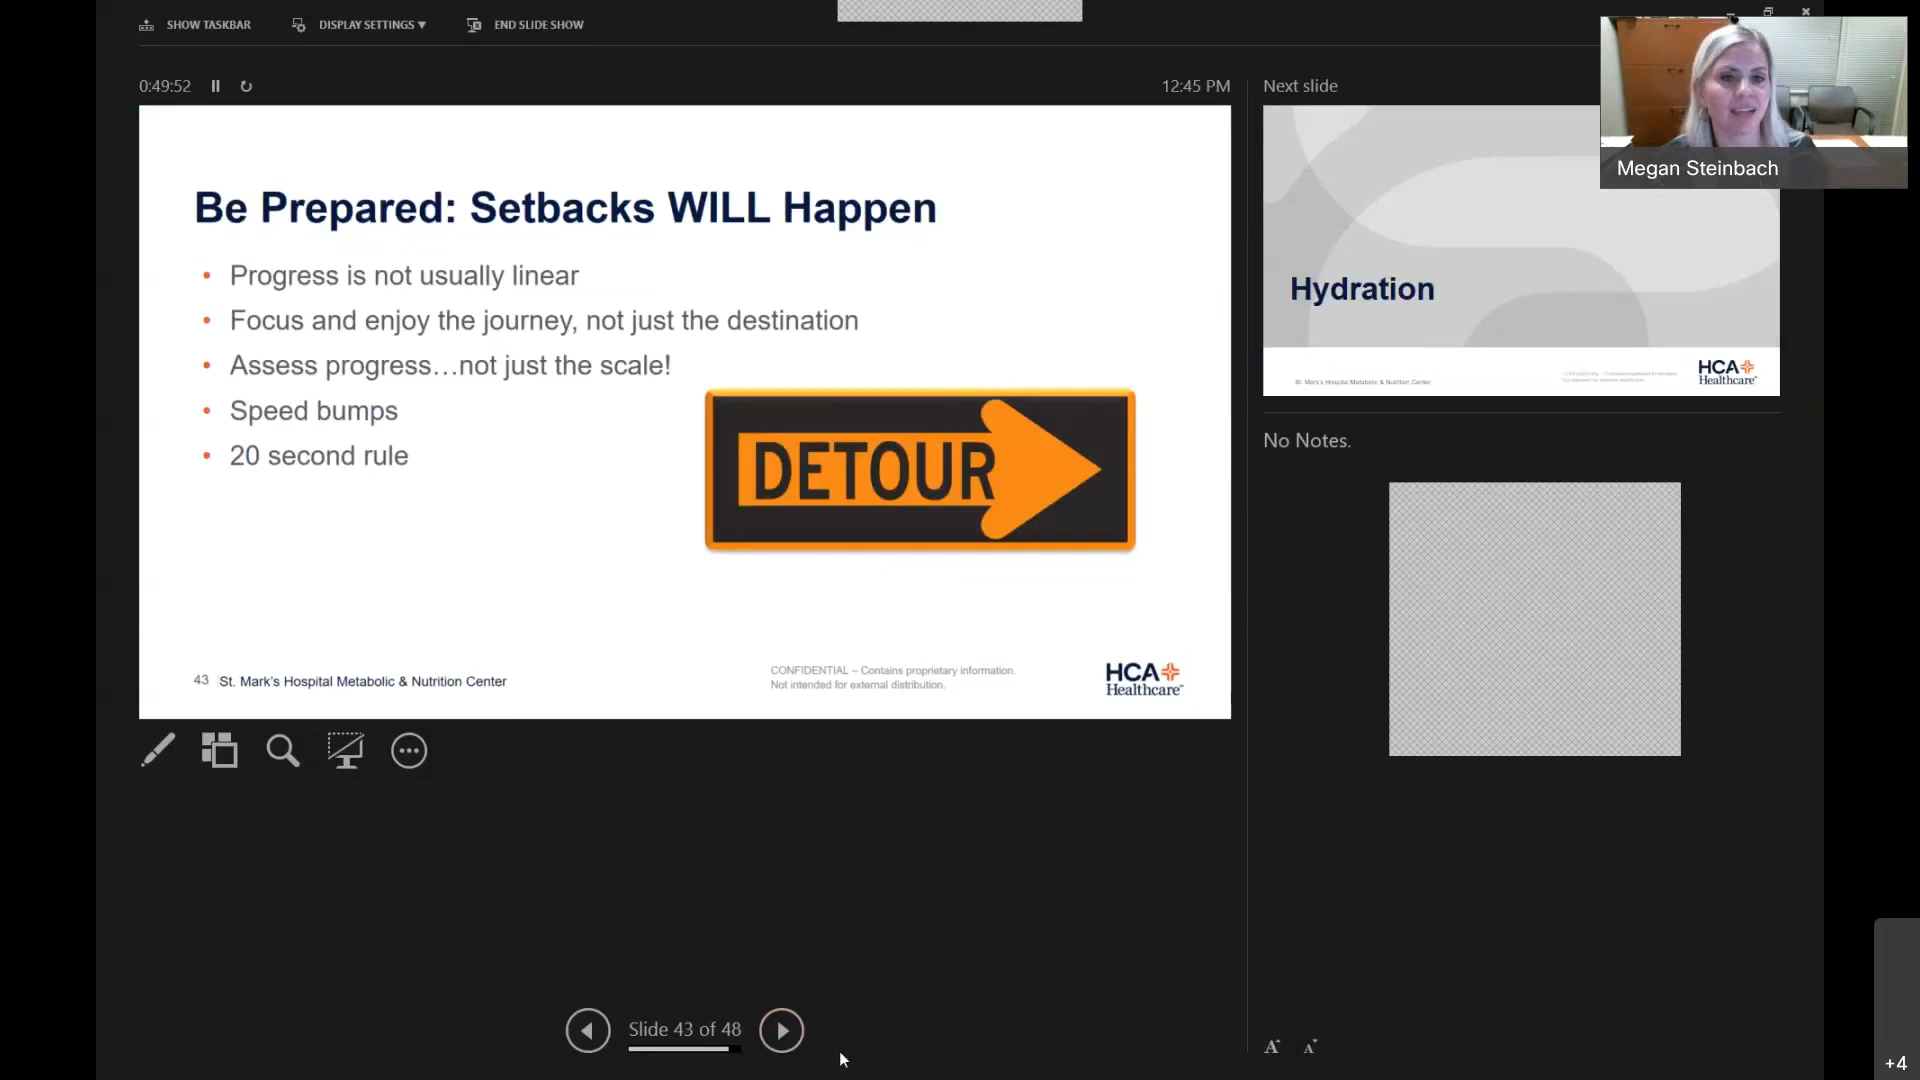 SHOW TASKBAR
DISPLAY SETTINGS ▾
END SLIDE SHOW
0:49:52
12:45 PM
Next slide
Megan Steinbach
Be Prepared: Setbacks WILL Happen
• Progress is not usually linear
• Focus and enjoy the journey, not just the destination
• Assess progress…not just the scale!
• Speed bumps
• 20 second rule
DETOUR
43 St. Mark's Hospital Metabolic & Nutrition Center
CONFIDENTIAL – Contains proprietary information.
Not intended for external distribution.
HCA
Healthcare™
Hydration
St. Mark's Hospital Metabolic & Nutrition Center
CONFIDENTIAL – Contains proprietary information.
Not intended for external distribution.
HCA
Healthcare™
No Notes.
Slide 43 of 48
A A
+4